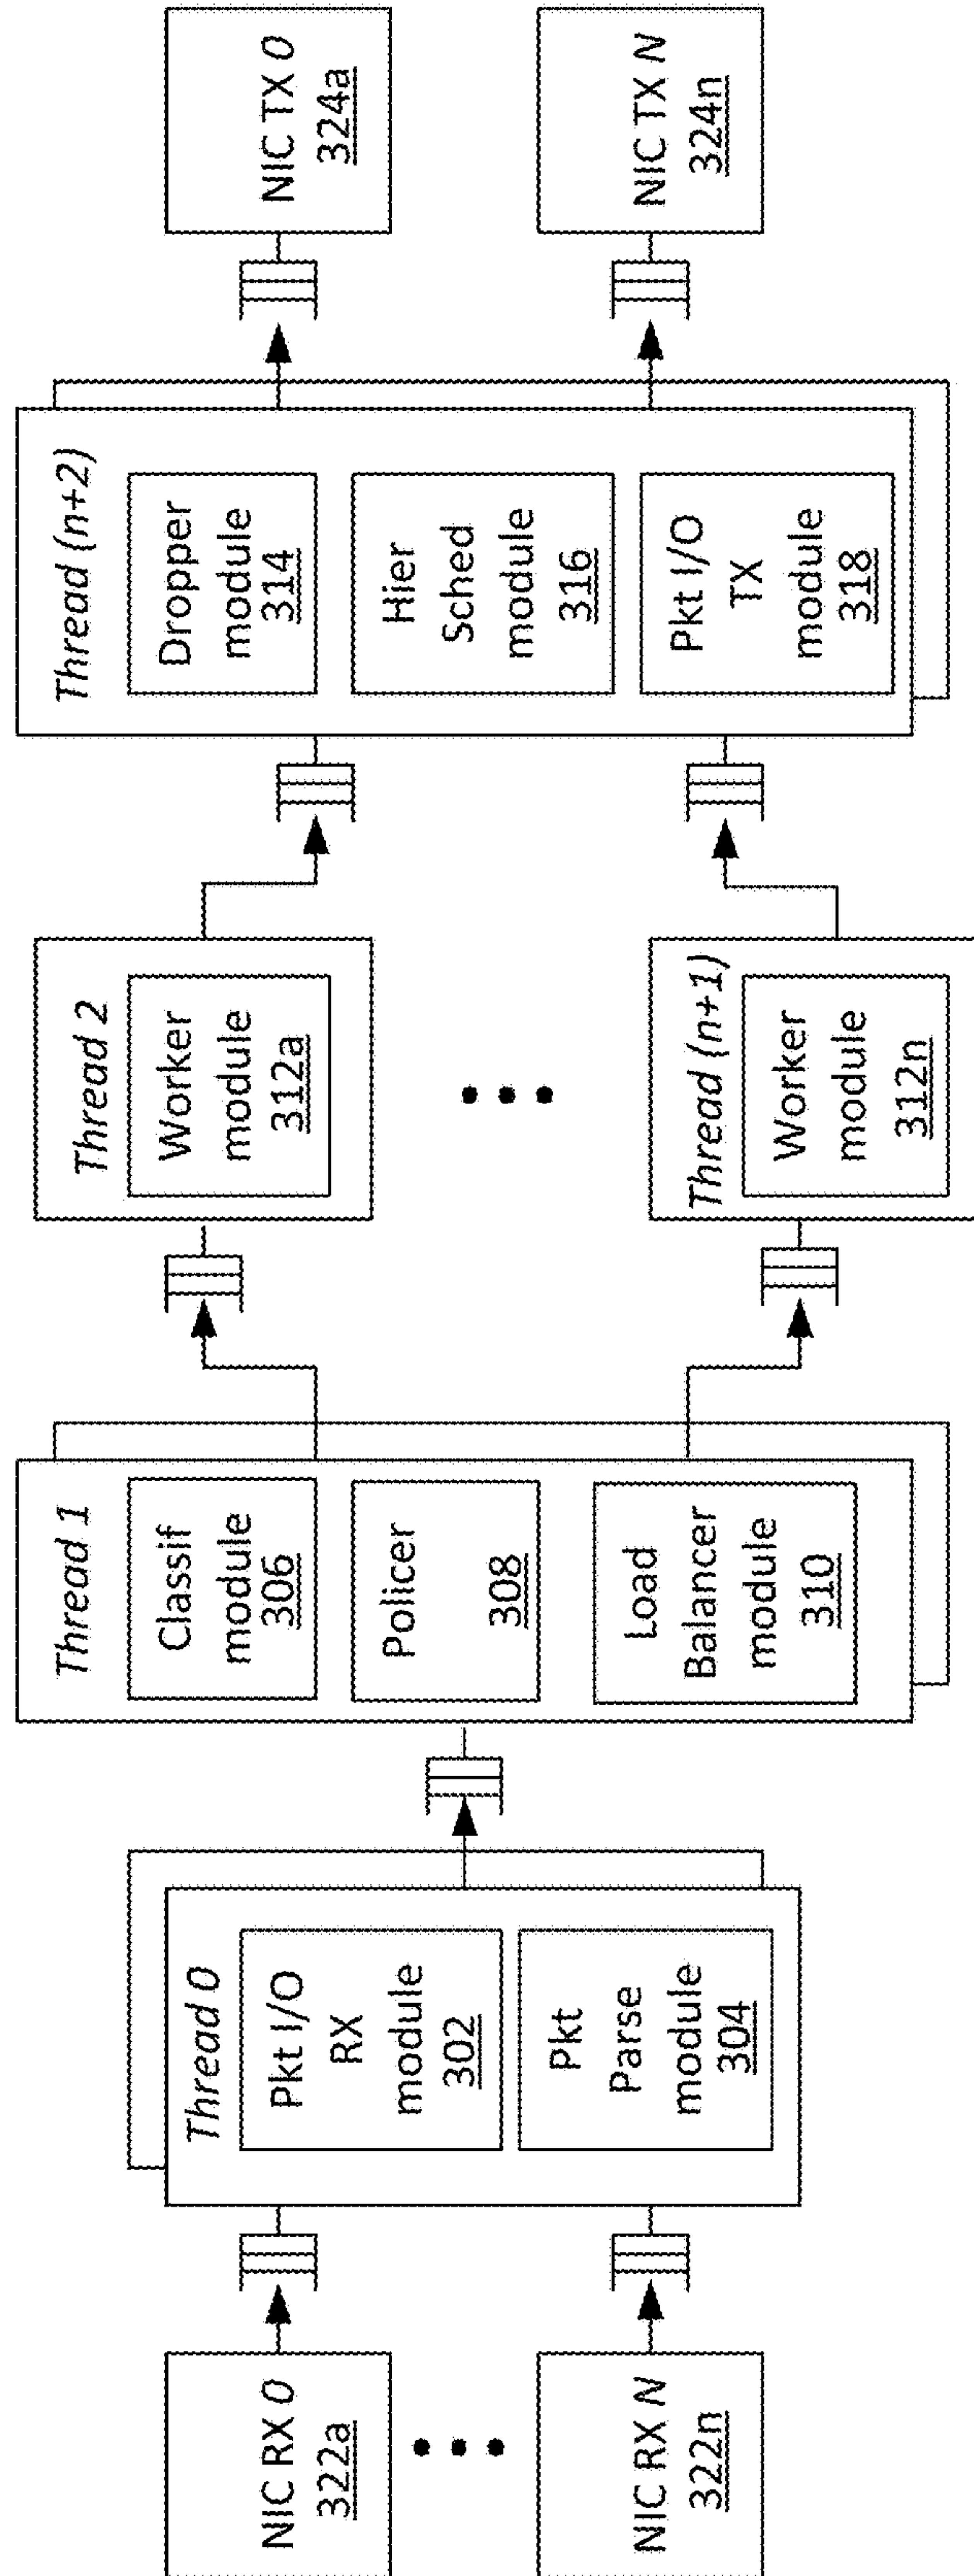 NIC RX 0
322a
NIC RX N
322n
Thread 0
Pkt I/O
RX
module
302
Pkt
Parse
module
304
Thread 1
Classif
module
306
Policer
308
Load
Balancer
module
310
Thread 2
Worker
module
312a
Thread (n+1)
Worker
module
312n
Thread (n+2)
Dropper
module
314
Hier
Sched
module
316
Pkt I/O
TX
module
318
NIC TX 0
324a
NIC TX N
324n